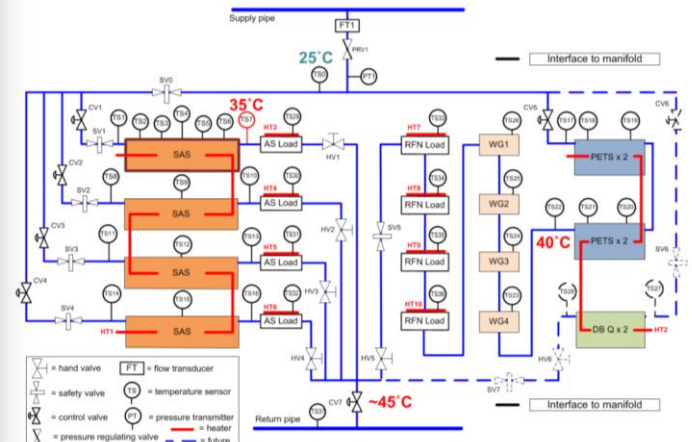 Supply pipe
FT1
PRV1
25°C
TS0
PT1
Interface to manifold
SV0
CV1
SV1
TS1
TS2
TS3
TS4
TS5
TS6
TS7
35°C
SAS
HT3
TS29
AS Load
HV1
CV2
SV2
TS8
TS9
TS10
SAS
HT4
TS30
AS Load
HV2
CV3
SV3
TS11
TS12
TS13
SAS
HT5
TS31
AS Load
HV3
CV4
SV4
TS14
TS15
TS16
HT1
SAS
HT6
TS32
AS Load
HV4
HV5
SV5
HT7
TS33
RFN Load
HT8
TS34
RFN Load
HT9
TS35
RFN Load
HT10
TS36
RFN Load
TS26
WG1
TS25
WG2
TS24
WG3
TS23
WG4
CV5
TS17
TS18
TS19
PETS x 2
CV6
TS22
TS21
TS20
40°C
PETS x 2
SV6
TS28
TS27
DB Q x 2
HT2
HV6
SV7
Interface to manifold
TS37
CV7
~45°C
Return pipe
= hand valve
FT = flow transducer
= safety valve
TS = temperature sensor
= control valve
PT = pressure transmitter
= pressure regulating valve
= heater
= future